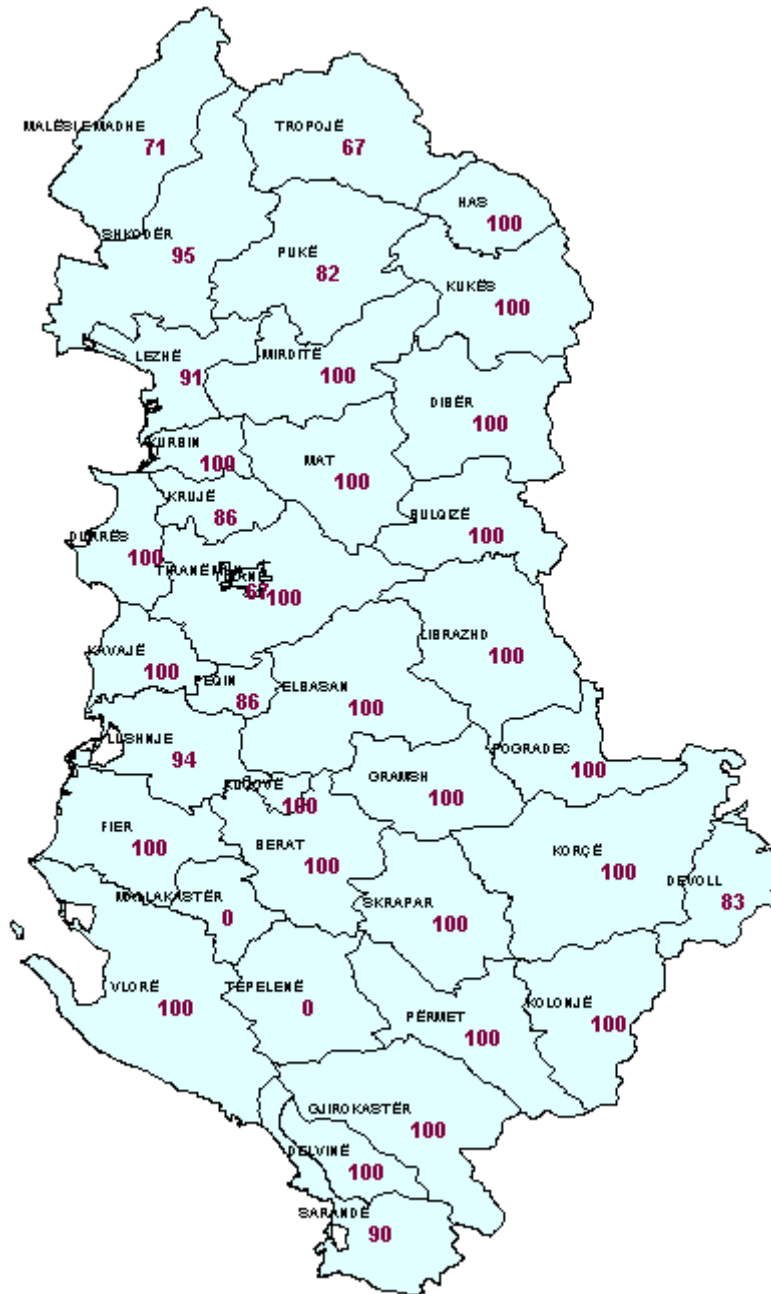 MALËSI E MADHE
71
TROPOJË
67
HAS
100
SHKODËR
95
PUKË
82
KUKËS
100
LEZHË
91
MIRDITË
100
DIBËR
100
KURBIN
100
MAT
100
KRUJË
86
BULQIZË
100
DURRËS
100
67
100
LIBRAZHD
100
KAVAJË
100
PEQIN
86
ELBASAN
100
LUSHNJE
94
POGRADEC
100
KUÇOVË
100
GRAMSH
100
FIER
100
BERAT
100
KORÇË
100
DEVOLL
83
MALLAKASTËR
0
SKRAPAR
100
VLORË
100
TEPELENË
0
PËRMET
100
KOLONJË
100
GJIROKASTËR
100
DELVINË
100
SARANDË
90